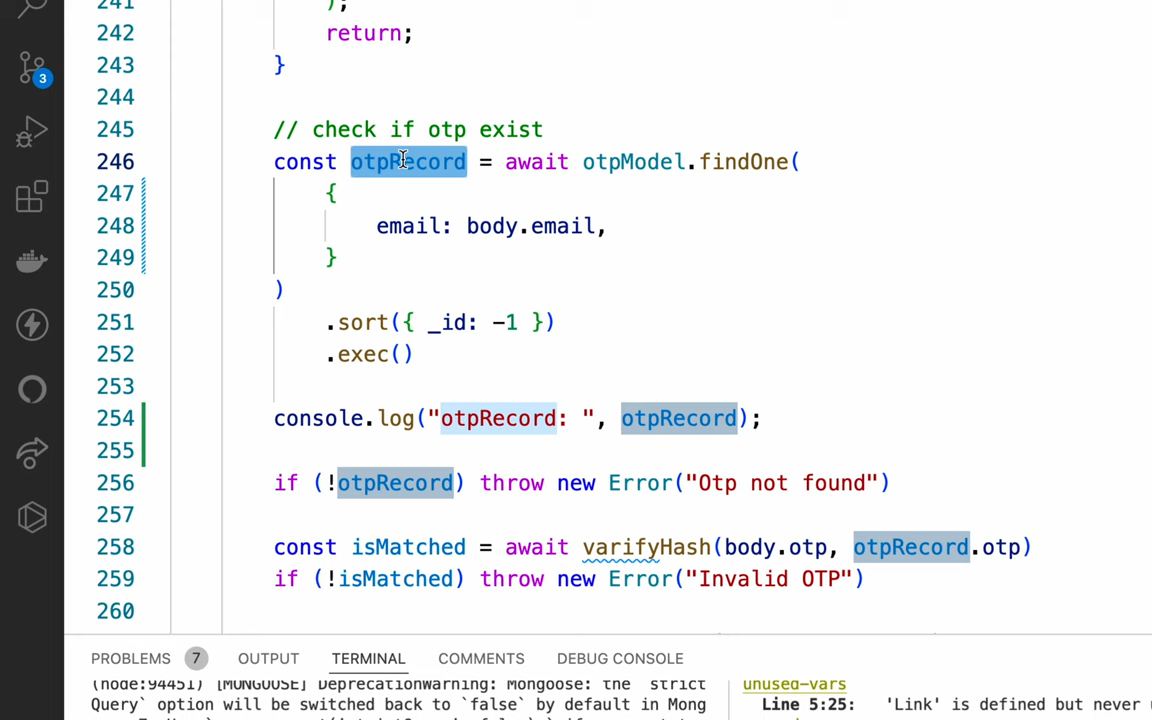 241 );
242 return;
243 }
244
245 // check if otp exist
246 const otpRecord = await otpModel.findOne(
247 {
248 email: body.email,
249 }
250 )
251 .sort({ _id: -1 })
252 .exec()
253
254 console.log("otpRecord: ", otpRecord);
255
256 if (!otpRecord) throw new Error("Otp not found")
257
258 const isMatched = await varifyHash(body.otp, otpRecord.otp)
259 if (!isMatched) throw new Error("Invalid OTP")
260
3
PROBLEMS 7 OUTPUT TERMINAL COMMENTS DEBUG CONSOLE
(node:94451) [MONGOOSE] DeprecationWarning: Mongoose: the `strict
Query` option will be switched back to `false` by default in Mong
unused-vars
Line 5:25: 'Link' is defined but never